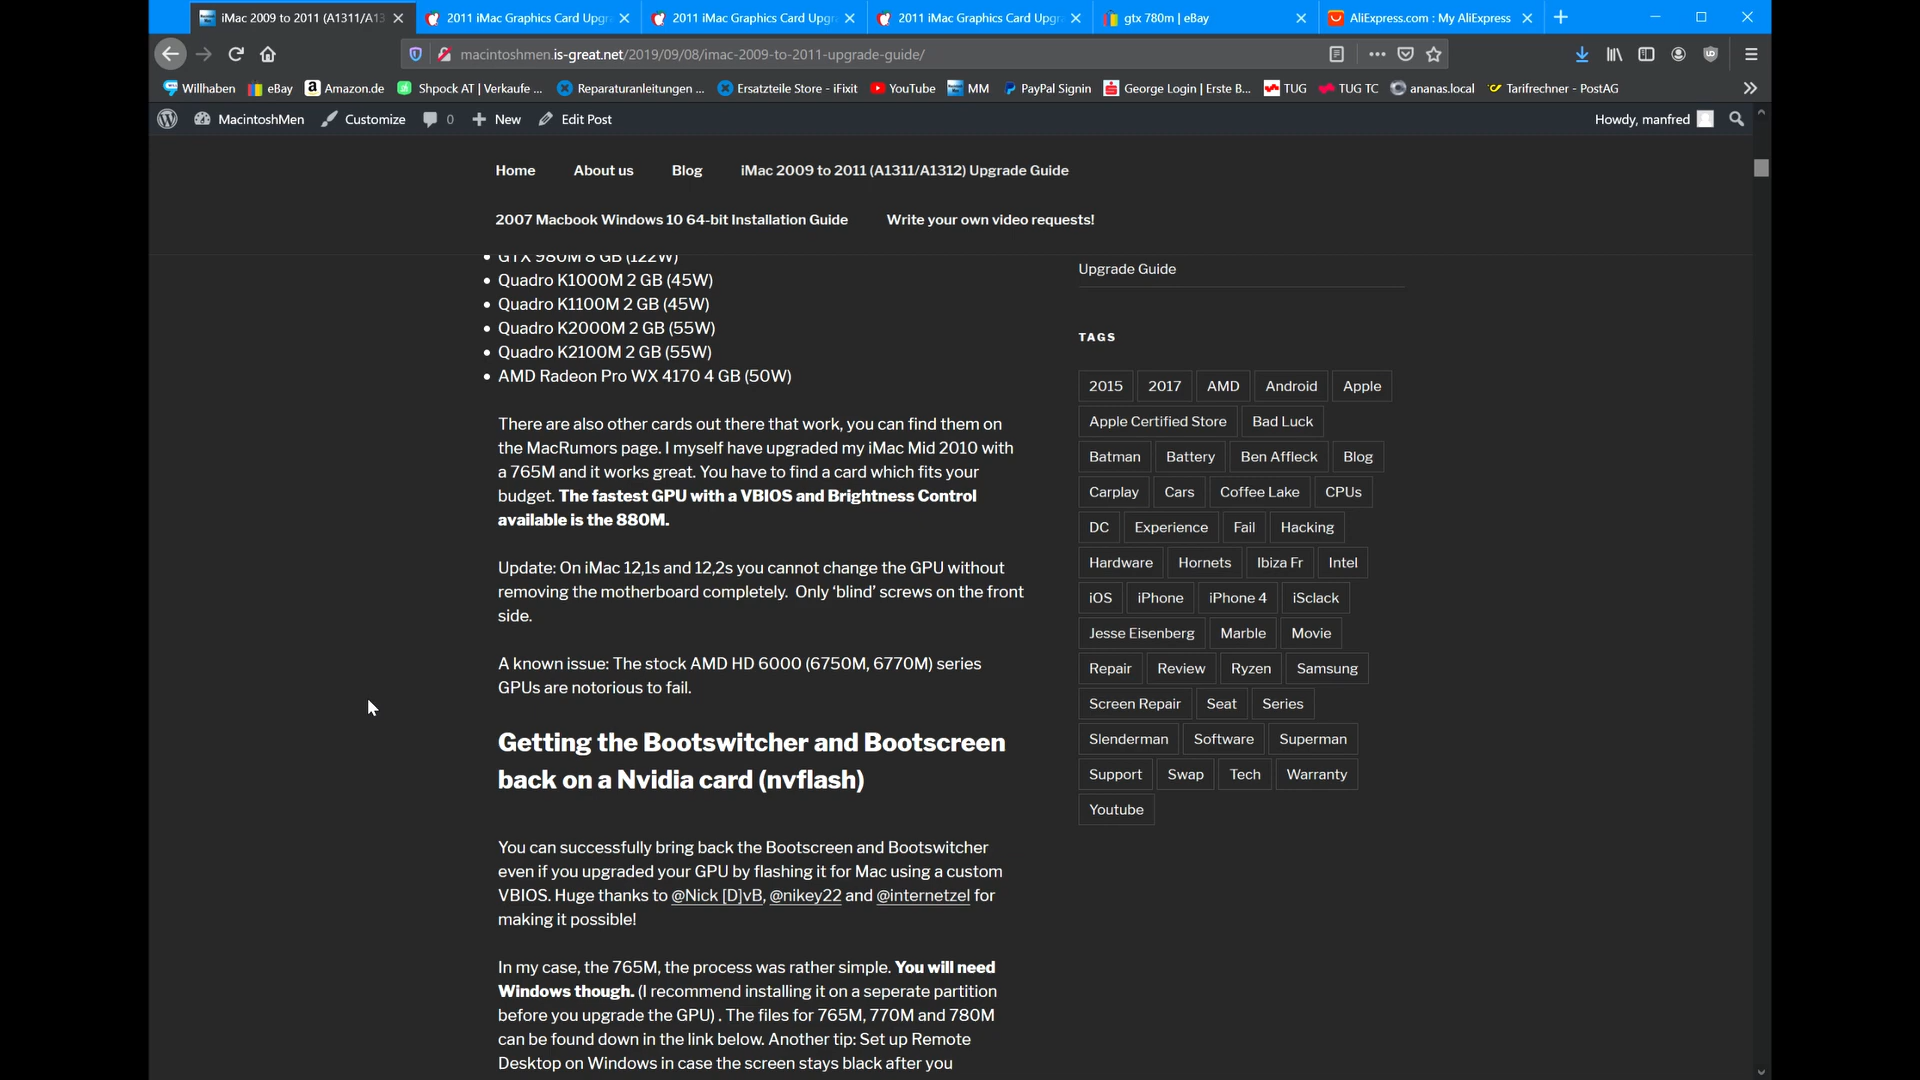 iMac 2009 to 2011 (A1311/A13
2011 iMac Graphics Card Upgra
2011 iMac Graphics Card Upgra
2011 iMac Graphics Card Upgra
gtx 780m | eBay
AliExpress.com : My AliExpress
macintoshmen.is-great.net/2019/09/08/imac-2009-to-2011-upgrade-guide/
Willhaben eBay Amazon.de Shpock AT | Verkaufe ... Reparaturanleitungen ... Ersatzteile Store - iFixit YouTube MM PayPal Signin George Login | Erste B... TUG TUG TC ananas.local Tarifrechner - PostAG
MacintoshMen Customize 0 New Edit Post Howdy, manfred
Home About us Blog iMac 2009 to 2011 (A1311/A1312) Upgrade Guide
2007 Macbook Windows 10 64-bit Installation Guide Write your own video requests!
GTX 980M 8 GB (122W)
Quadro K1000M 2 GB (45W)
Quadro K1100M 2 GB (45W)
Quadro K2000M 2 GB (55W)
Quadro K2100M 2 GB (55W)
AMD Radeon Pro WX 4170 4 GB (50W)
There are also other cards out there that work, you can find them on
the MacRumors page. I myself have upgraded my iMac Mid 2010 with
a 765M and it works great. You have to find a card which fits your
budget. The fastest GPU with a VBIOS and Brightness Control
available is the 880M.
Update: On iMac 12,1s and 12,2s you cannot change the GPU without
removing the motherboard completely. Only ‘blind’ screws on the front
side.
A known issue: The stock AMD HD 6000 (6750M, 6770M) series
GPUs are notorious to fail.
Getting the Bootswitcher and Bootscreen
back on a Nvidia card (nvflash)
You can successfully bring back the Bootscreen and Bootswitcher
even if you upgraded your GPU by flashing it for Mac using a custom
VBIOS. Huge thanks to @Nick [D]vB, @nikey22 and @internetzel for
making it possible!
In my case, the 765M, the process was rather simple. You will need
Windows though. (I recommend installing it on a seperate partition
before you upgrade the GPU) . The files for 765M, 770M and 780M
can be found down in the link below. Another tip: Set up Remote
Desktop on Windows in case the screen stays black after you
Upgrade Guide
TAGS
2015 2017 AMD Android Apple
Apple Certified Store Bad Luck
Batman Battery Ben Affleck Blog
Carplay Cars Coffee Lake CPUs
DC Experience Fail Hacking
Hardware Hornets Ibiza Fr Intel
iOS iPhone iPhone 4 iSclack
Jesse Eisenberg Marble Movie
Repair Review Ryzen Samsung
Screen Repair Seat Series
Slenderman Software Superman
Support Swap Tech Warranty
Youtube